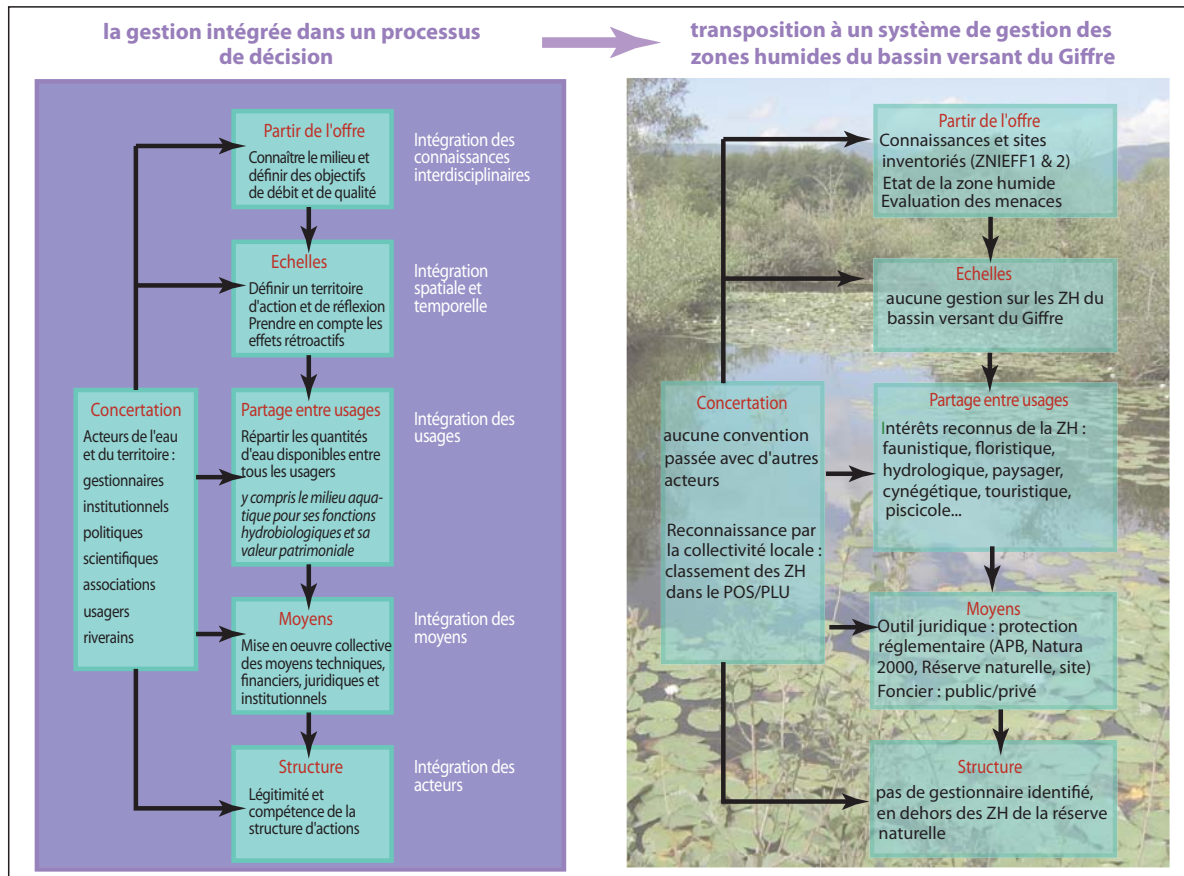 la gestion intégrée dans un processus
de décision
transposition à un système de gestion des
zones humides du bassin versant du Giffre
Partir de l'offre
Connaître le milieu et
définir des objectifs
de débit et de qualité
Intégration des
connaissances
interdisciplinaires
Echelles
Définir un territoire
d'action et de réflexion
Prendre en compte les
effets rétroactifs
Intégration
spatiale et
temporelle
Concertation
Acteurs de l'eau
et du territoire :
gestionnaires
institutionnels
politiques
scientifiques
associations
usagers
riverains
Partage entre usages
Répartir les quantités
d'eau disponibles entre
tous les usagers
y compris le milieu aqua-
tique pour ses fonctions
hydrobiologiques et sa
valeur patrimoniale
Intégration des
usages
Moyens
Mise en oeuvre collective
des moyens techniques,
financiers, juridiques et
institutionnels
Intégration des
moyens
Structure
Légitimité et
compétence de la
structure d'actions
Intégration des
acteurs
Partir de l'offre
Connaissances et sites
inventoriés (ZNIEFF1 & 2)
Etat de la zone humide
Evaluation des menaces
Echelles
aucune gestion sur les ZH du
bassin versant du Giffre
Concertation
aucune convention
passée avec d'autres
acteurs
Reconnaissance par
la collectivité locale :
classement des ZH
dans le POS/PLU
Partage entre usages
Intérêts reconnus de la ZH :
faunistique, floristique,
hydrologique, paysager,
cynégétique, touristique,
piscicole...
Moyens
Outil juridique : protection
réglementaire (APB, Natura
2000, Réserve naturelle, site)
Foncier : public/privé
Structure
pas de gestionnaire identifié,
en dehors des ZH de la réserve
naturelle